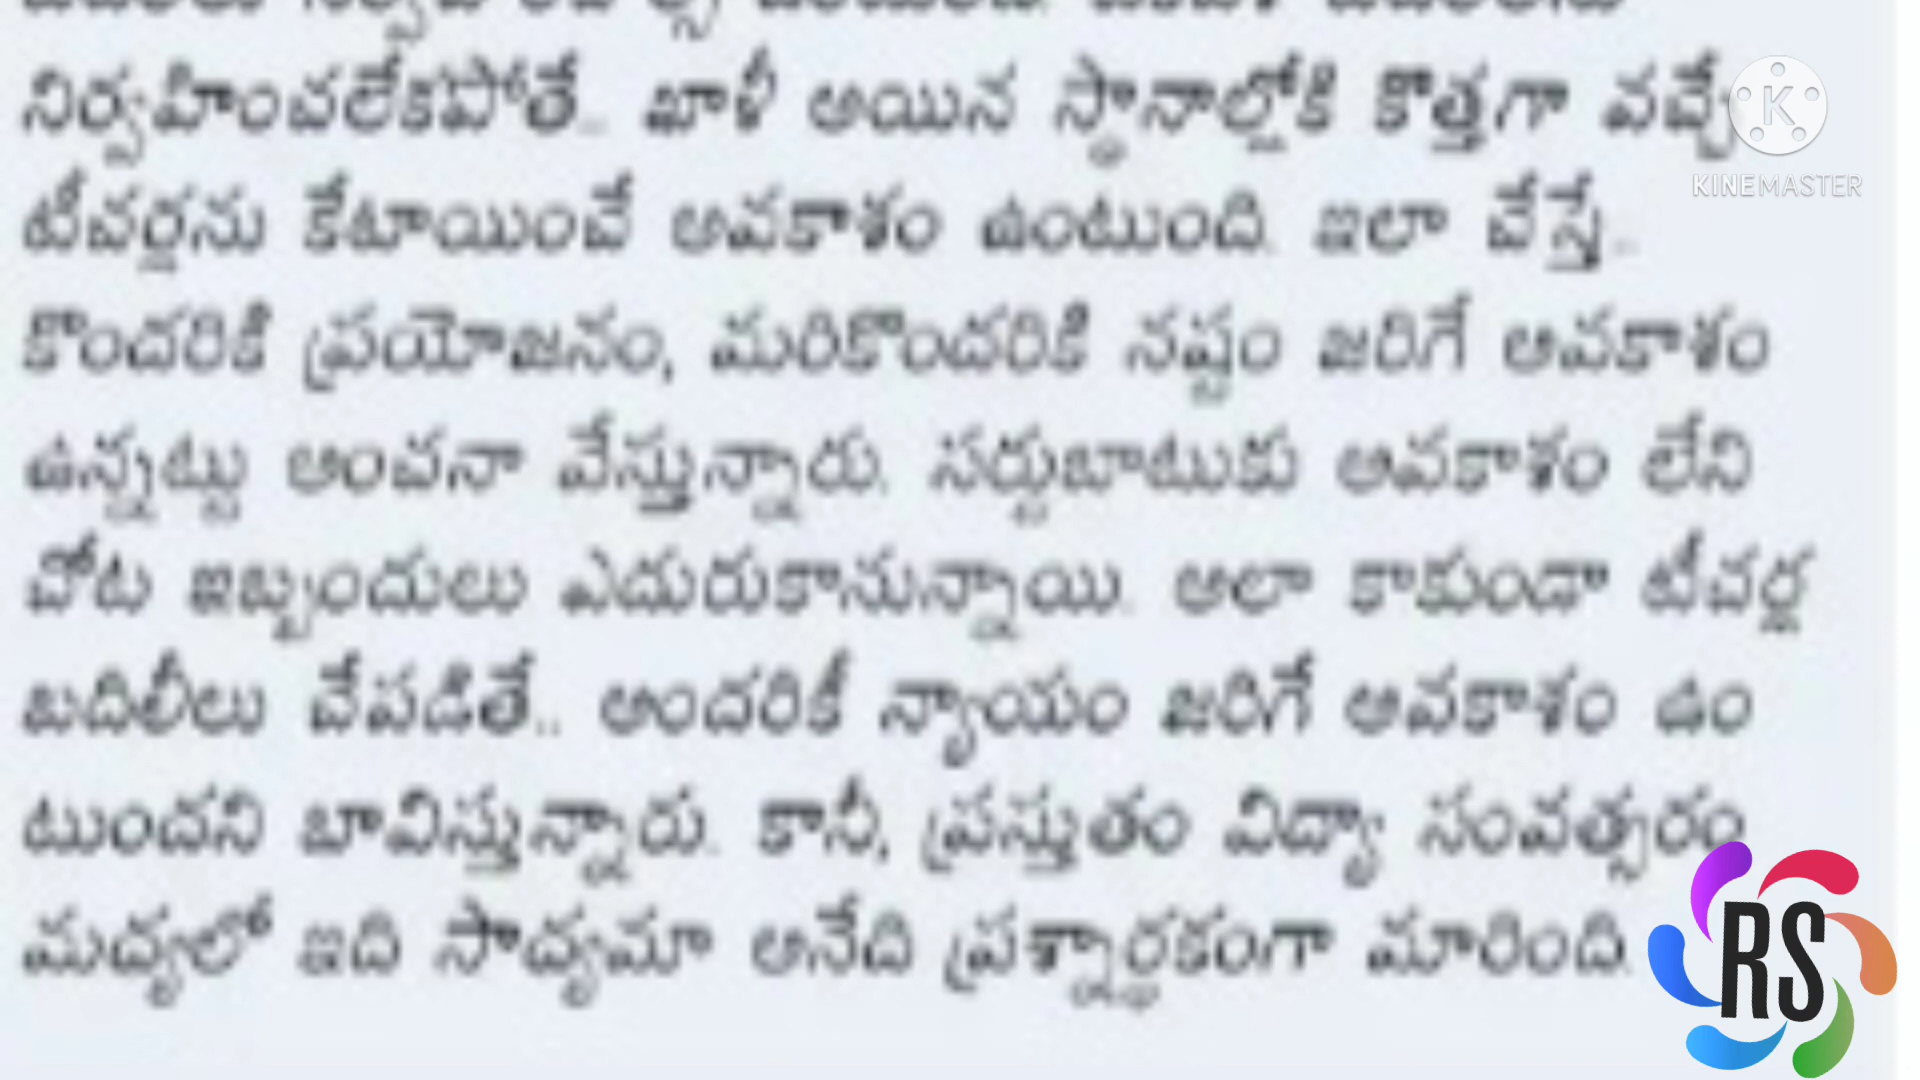 నిర్వహించలేకపోతే.. ఖాళీ అయిన స్థానాల్లోకి కొత్తగా వచ్చే
టీచర్లను కేటాయించే అవకాశం ఉంటుంది. ఇలా చేస్తే..
కొందరికి ప్రయోజనం, మరికొందరికి నష్టం జరిగే అవకాశం
ఉన్నట్టు అంచనా వేస్తున్నారు. సర్దుబాటుకు అవకాశం లేని
చోట ఇబ్బందులు ఎదురుకానున్నాయి. అలా కాకుండా టీచర్ల
బదిలీలు చేపడితే.. అందరికీ న్యాయం జరిగే అవకాశం ఉం
టుందని భావిస్తున్నారు. కానీ, ప్రస్తుతం విద్యా సంవత్సరం
మధ్యలో ఇది సాధ్యమా అనేది ప్రశ్నార్థకంగా మారింది.
K
KINEMASTER
RS